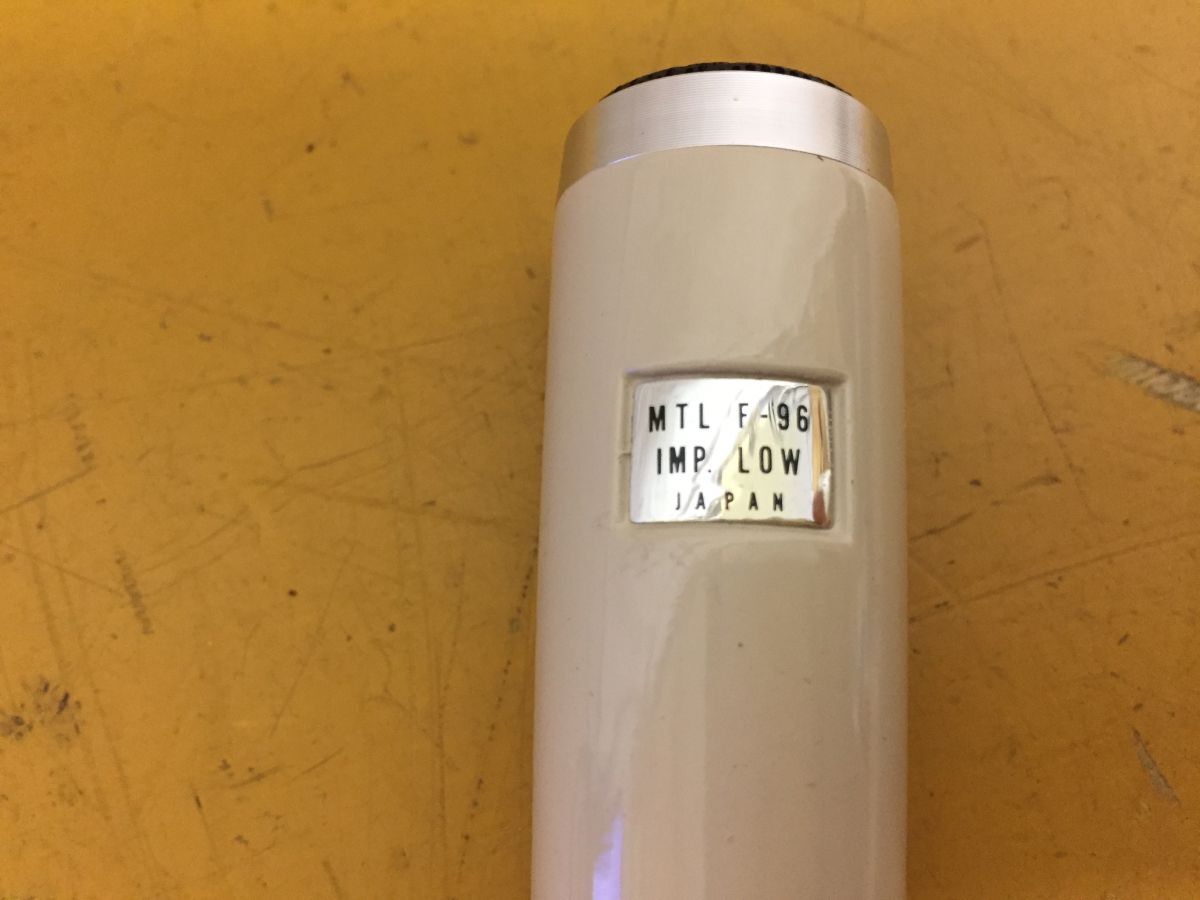 MTL F-96
IMP. LOW
JAPAN